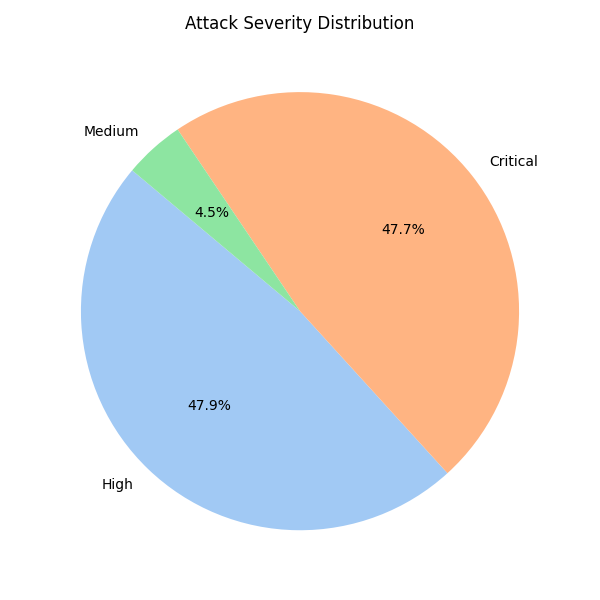 Attack Severity Distribution
Medium
Critical
4.5%
47.7%
47.9%
High